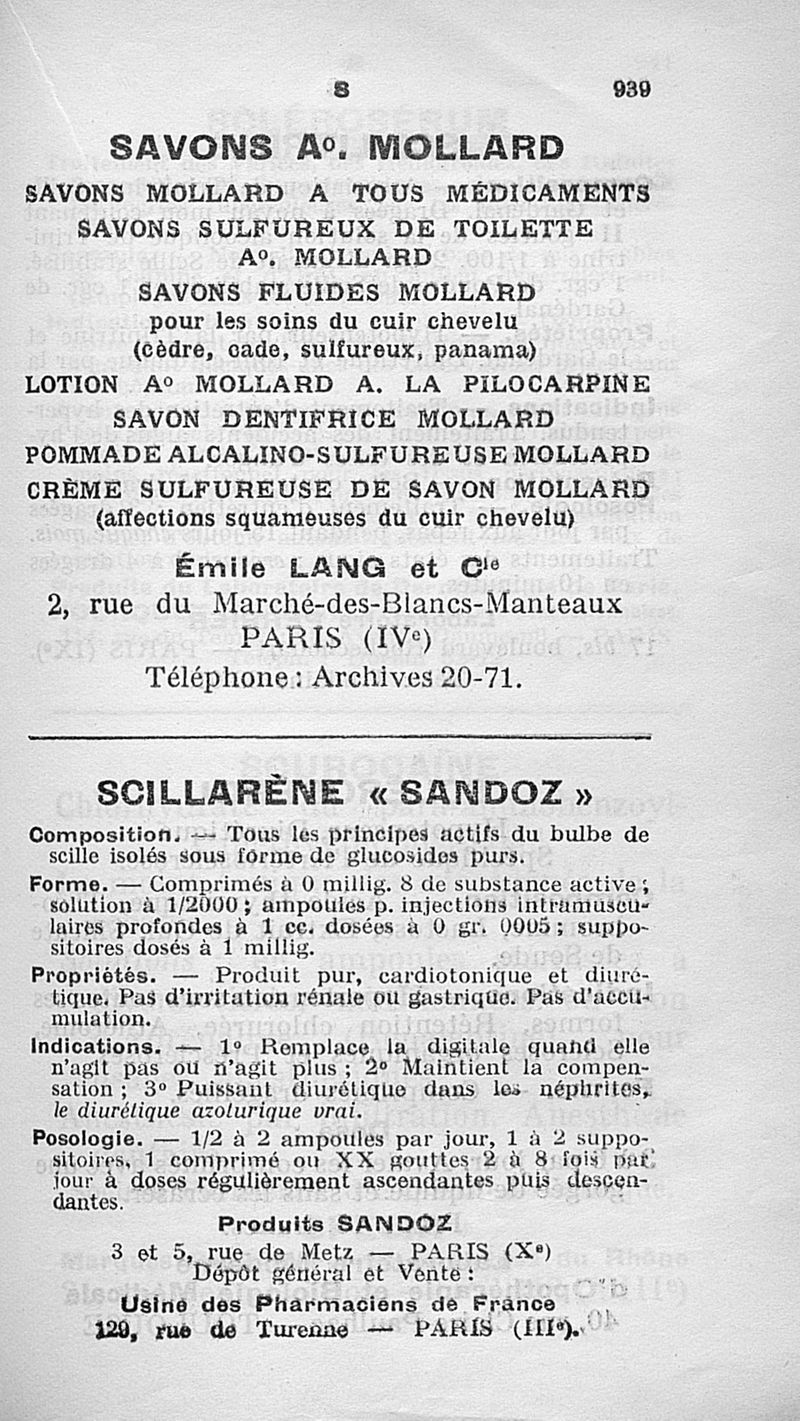 S 939
SAVONS Aº. MOLLARD
SAVONS MOLLARD A TOUS MÉDICAMENTS
SAVONS SULFUREUX DE TOILETTE
Aº. MOLLARD
SAVONS FLUIDES MOLLARD
pour les soins du cuir chevelu
(cèdre, cade, sulfureux, panama)
LOTION Aº MOLLARD A. LA PILOCARPINE
SAVON DENTIFRICE MOLLARD
POMMADE ALCALINO-SULFUREUSE MOLLARD
CRÈME SULFUREUSE DE SAVON MOLLARD
(affections squameuses du cuir chevelu)
Émile LANG et Cie
2, rue du Marché-des-Blancs-Manteaux
PARIS (IVe)
Téléphone : Archives 20-71.
SCILLARÈNE « SANDOZ »
Composition. — Tous les principes actifs du bulbe de
scille isolés sous forme de glucosides purs.
Forme. — Comprimés à 0 millig. 8 de substance active ;
solution à 1/2000 ; ampoules p. injections intramuscu-
laires profondes à 1 cc. dosées à 0 gr. 0005 ; suppo-
sitoires dosés à 1 millig.
Propriétés. — Produit pur, cardiotonique et diuré-
tique. Pas d'irritation rénale ou gastrique. Pas d'accu-
mulation.
Indications. — 1º Remplace la digitale quand elle
n'agit pas ou n'agit plus ; 2º Maintient la compen-
sation ; 3º Puissant diurétique dans les néphrites,
le diurétique azoturique vrai.
Posologie. — 1/2 à 2 ampoules par jour, 1 à 2 suppo-
sitoires, 1 comprimé ou XX gouttes 2 à 8 fois par
jour à doses régulièrement ascendantes puis descen-
dantes.
Produits SANDOZ
3 et 5, rue de Metz — PARIS (Xe)
Dépôt général et Vente :
Usine des Pharmaciens de France
129, rue de Turenne — PARIS (IIIe).